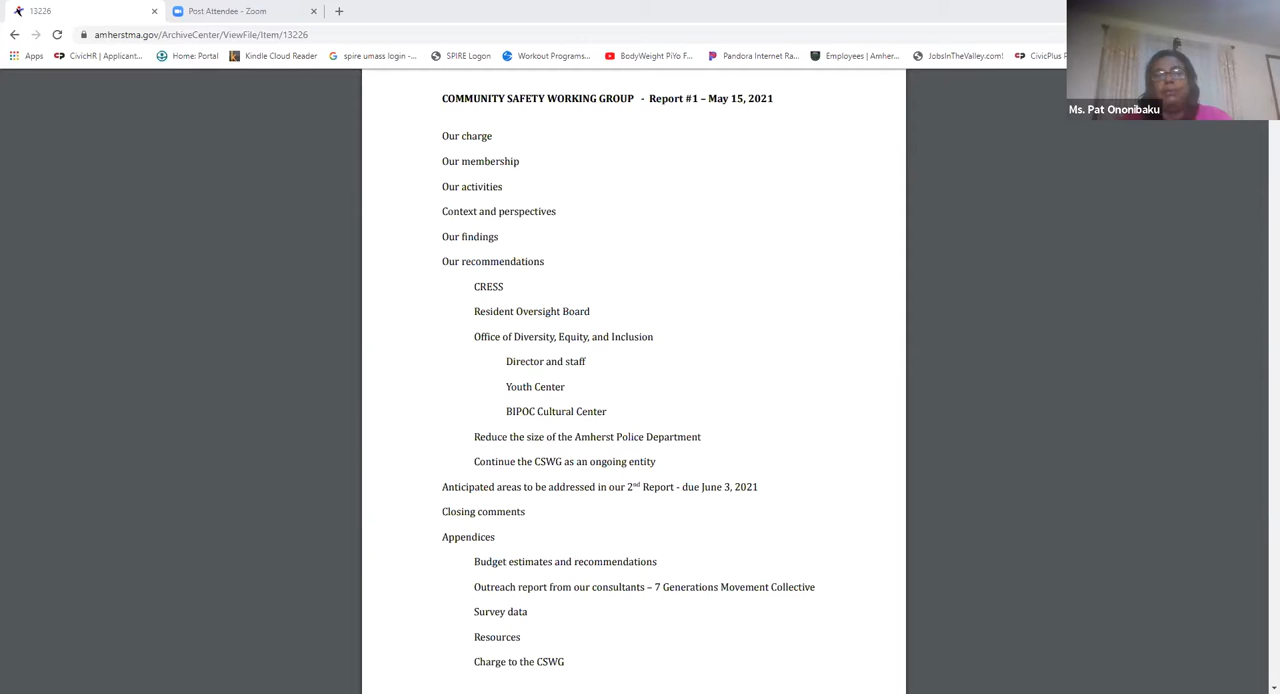 13226
Post Attendee - Zoom
amherstma.gov/ArchiveCenter/ViewFile/Item/13226
Apps
CivicHR | Applicant...
Home: Portal
Kindle Cloud Reader
spire umass login -...
SPIRE Logon
Workout Programs...
BodyWeight PiYo F...
Pandora Internet Ra...
Employees | Amher...
JobsInTheValley.com!
CivicPlus P
Ms. Pat Ononibaku
COMMUNITY SAFETY WORKING GROUP - Report #1 – May 15, 2021
Our charge
Our membership
Our activities
Context and perspectives
Our findings
Our recommendations
CRESS
Resident Oversight Board
Office of Diversity, Equity, and Inclusion
Director and staff
Youth Center
BIPOC Cultural Center
Reduce the size of the Amherst Police Department
Continue the CSWG as an ongoing entity
Anticipated areas to be addressed in our 2nd Report - due June 3, 2021
Closing comments
Appendices
Budget estimates and recommendations
Outreach report from our consultants – 7 Generations Movement Collective
Survey data
Resources
Charge to the CSWG